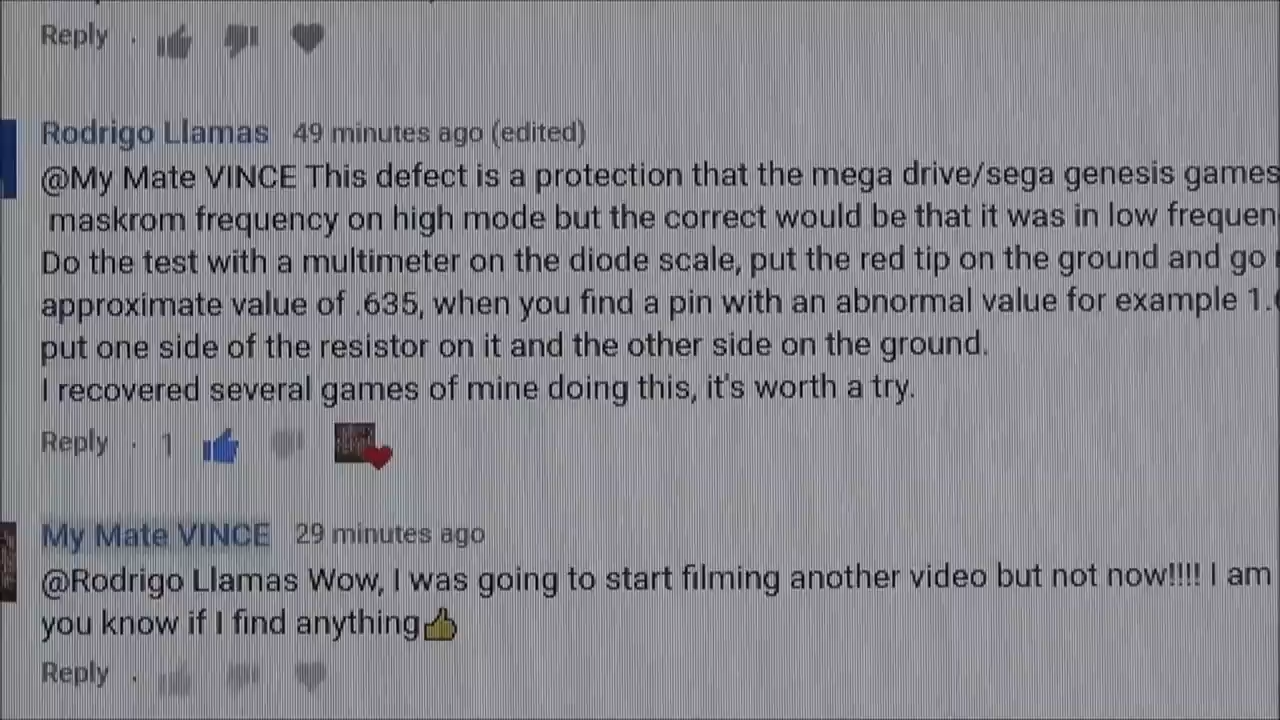 Reply ·
Rodrigo Llamas 49 minutes ago (edited)
@My Mate VINCE This defect is a protection that the mega drive/sega genesis games
maskrom frequency on high mode but the correct would be that it was in low frequen
Do the test with a multimeter on the diode scale, put the red tip on the ground and go
approximate value of .635, when you find a pin with an abnormal value for example 1.
put one side of the resistor on it and the other side on the ground.
I recovered several games of mine doing this, it's worth a try.
Reply · 1
My Mate VINCE 29 minutes ago
@Rodrigo Llamas Wow, I was going to start filming another video but not now!!!! I am
you know if I find anything👍
Reply ·